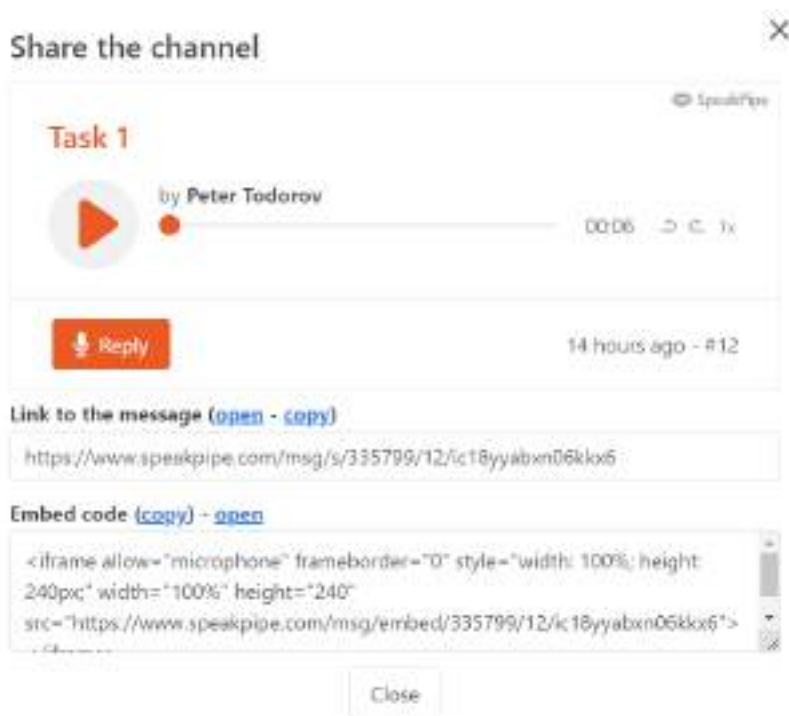 Share the channel
SpeakPipe
Task 1
by Peter Todorov
00:06 1x
Reply
14 hours ago - #12
Link to the message (open - copy)
https://www.speakpipe.com/msg/s/335799/12/ic18yyabxn06kkx6
Embed code (copy) - open
<iframe allow="microphone" frameborder="0" style="width: 100%; height:
240px;" width="100%" height="240"
src="https://www.speakpipe.com/msg/embed/335799/12/ic18yyabxn06kkx6">
Close